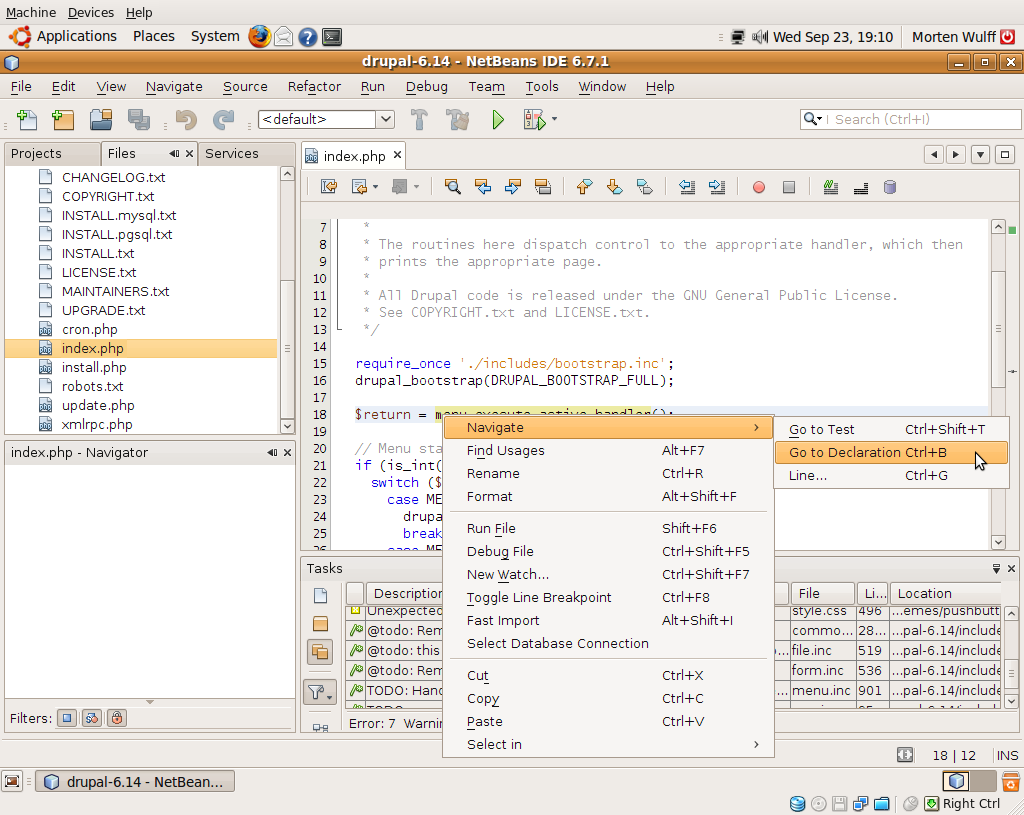 Machine Devices Help
Applications Places System Wed Sep 23, 19:10 Morten Wulff
drupal-6.14 - NetBeans IDE 6.7.1
File Edit View Navigate Source Refactor Run Debug Team Tools Window Help
<default> Search (Ctrl+I)
Projects Files Services
CHANGELOG.txt
COPYRIGHT.txt
INSTALL.mysql.txt
INSTALL.pgsql.txt
INSTALL.txt
LICENSE.txt
MAINTAINERS.txt
UPGRADE.txt
cron.php
index.php
install.php
robots.txt
update.php
xmlrpc.php
index.php - Navigator
Filters:
index.php
7 *
8 * The routines here dispatch control to the appropriate handler, which then
9 * prints the appropriate page.
10 *
11 * All Drupal code is released under the GNU General Public License.
12 * See COPYRIGHT.txt and LICENSE.txt.
13 */
14
15 require_once './includes/bootstrap.inc';
16 drupal_bootstrap(DRUPAL_BOOTSTRAP_FULL);
17
18 $return = menu_execute_active_handler();
19
20 // Menu sta
21 if (is_int(
22 switch ($
23 case ME
24 drupa
25 break
26 case ME
Navigate
Find Usages Alt+F7
Rename Ctrl+R
Format Alt+Shift+F
Run File Shift+F6
Debug File Ctrl+Shift+F5
New Watch... Ctrl+Shift+F7
Toggle Line Breakpoint Ctrl+F8
Fast Import Alt+Shift+I
Select Database Connection
Cut Ctrl+X
Copy Ctrl+C
Paste Ctrl+V
Select in
Go to Test Ctrl+Shift+T
Go to Declaration Ctrl+B
Line... Ctrl+G
Tasks
Description File Li... Location
Unexpected style.css 496 ...emes/pushbutt
@todo: Rem commo... 28... ...pal-6.14/include
@todo: this file.inc 519 ...pal-6.14/include
@todo: Rem form.inc 536 ...pal-6.14/include
TODO: Hand menu.inc 901 ...pal-6.14/include
Error: 7 Warnin
18 | 12 INS
drupal-6.14 - NetBean...
Right Ctrl